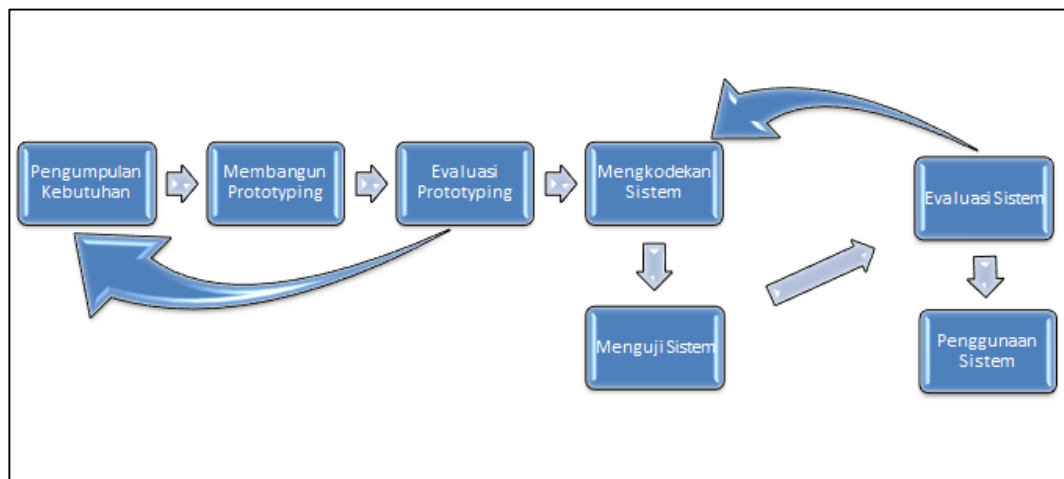 Pengumpulan
Kebutuhan
Membangun
Prototyping
Evaluasi
Prototyping
Mengkodekan
Sistem
Menguji Sistem
Evaluasi Sistem
Penggunaan
Sistem